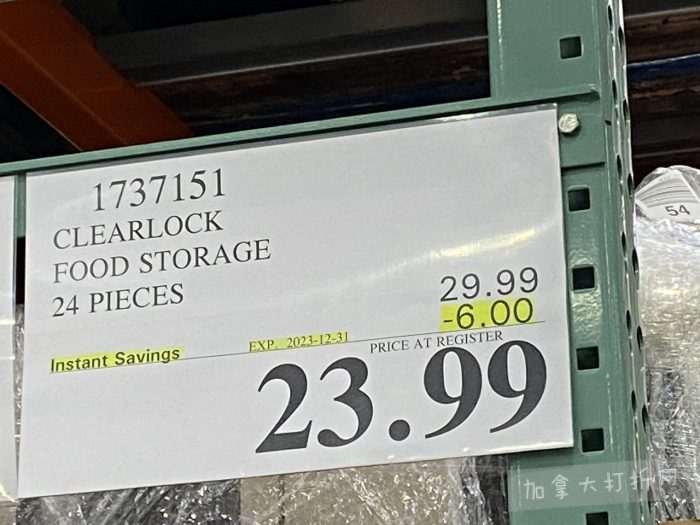 1737151
CLEARLOCK
FOOD STORAGE
24 PIECES
29.99
-6.00
Instant Savings
EXP. 2023-12-31
PRICE AT REGISTER
23.99
54
加拿大打折网